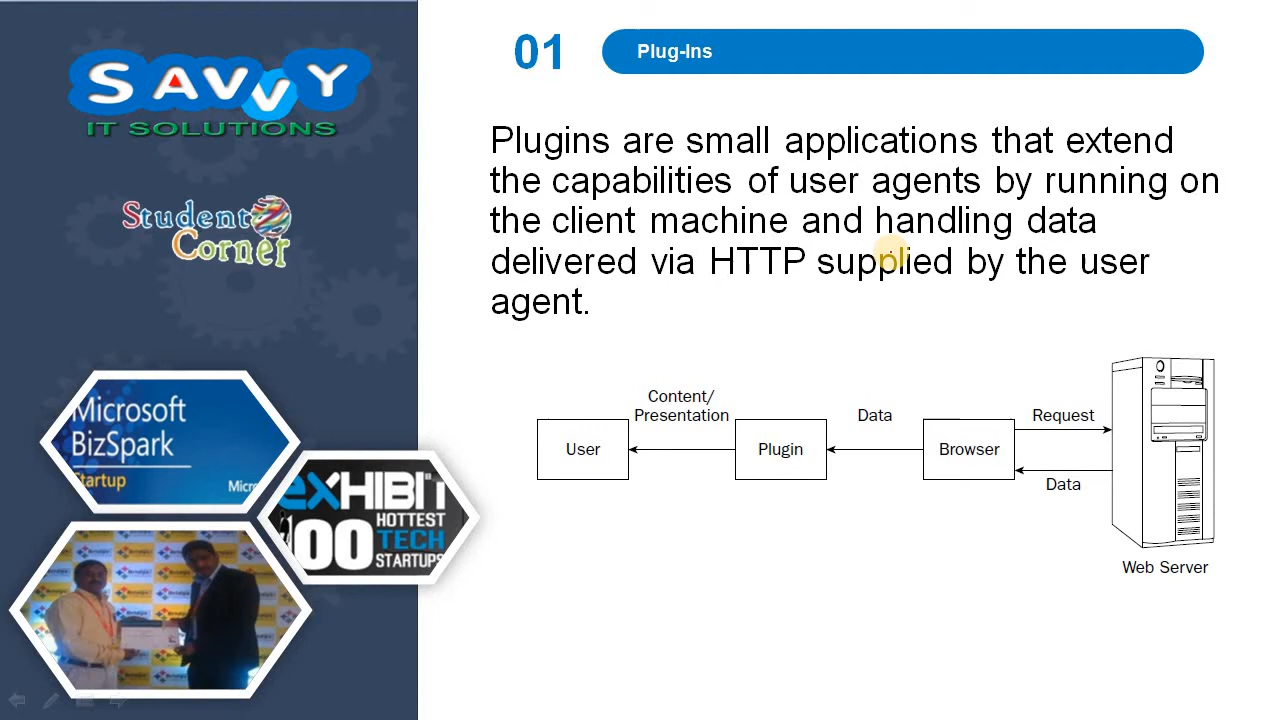 SAVVY
IT SOLUTIONS
Student
Corner
Microsoft
BizSpark
Startup
Micr
EXHIBIT
100
HOTTEST
TECH
STARTUPS
01
Plug-Ins
Plugins are small applications that extend
the capabilities of user agents by running on
the client machine and handling data
delivered via HTTP supplied by the user
agent.
Content/
Presentation
Data
Request
User
Plugin
Browser
Data
Web Server